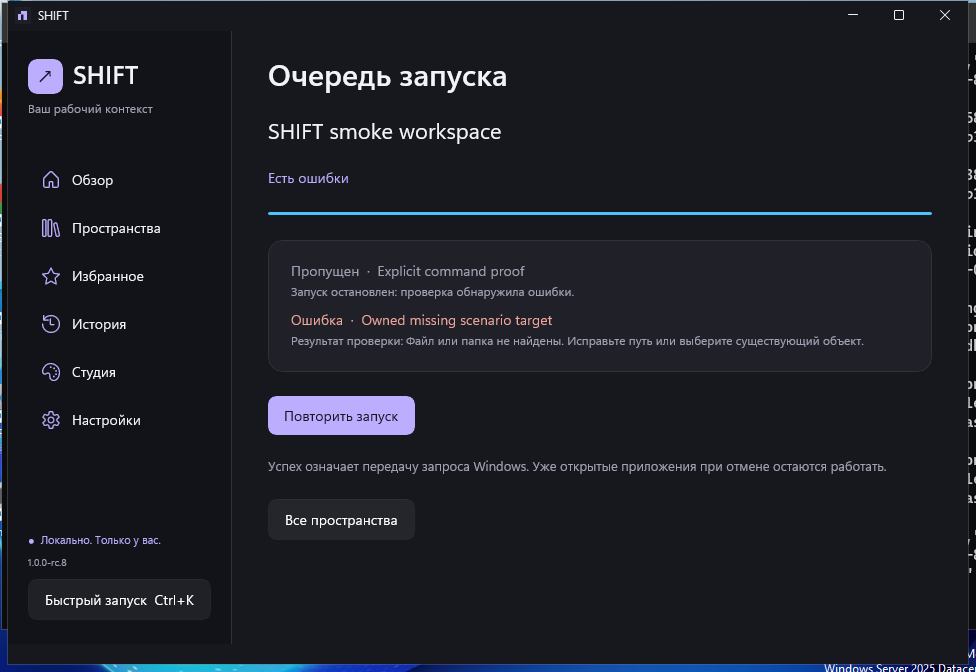 SHIFT
SHIFT
Ваш рабочий контекст
Обзор
Пространства
Избранное
История
Студия
Настройки
Локально. Только у вас.
1.0.0-rc.8
Быстрый запуск Ctrl+K
Очередь запуска
SHIFT smoke workspace
Есть ошибки
Пропущен · Explicit command proof
Запуск остановлен: проверка обнаружила ошибки.
Ошибка · Owned missing scenario target
Результат проверки: Файл или папка не найдены. Исправьте путь или выберите существующий объект.
Повторить запуск
Успех означает передачу запроса Windows. Уже открытые приложения при отмене остаются работать.
Все пространства
Windows Server 2025 Datace